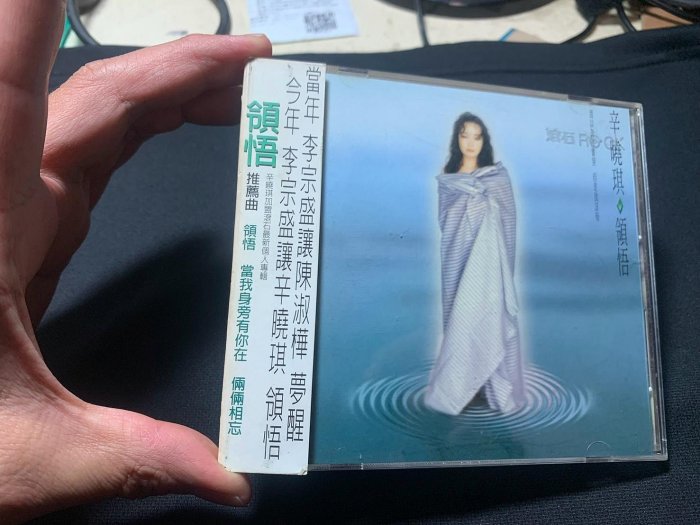 當年 李宗盛讓陳淑樺 夢醒
今年 李宗盛讓辛曉琪 領悟
領悟
辛曉琪加盟滾石最新個人專輯
推薦曲 領悟 當我身旁有你在 倆倆相忘
辛曉琪・領悟
滾石 ROCK